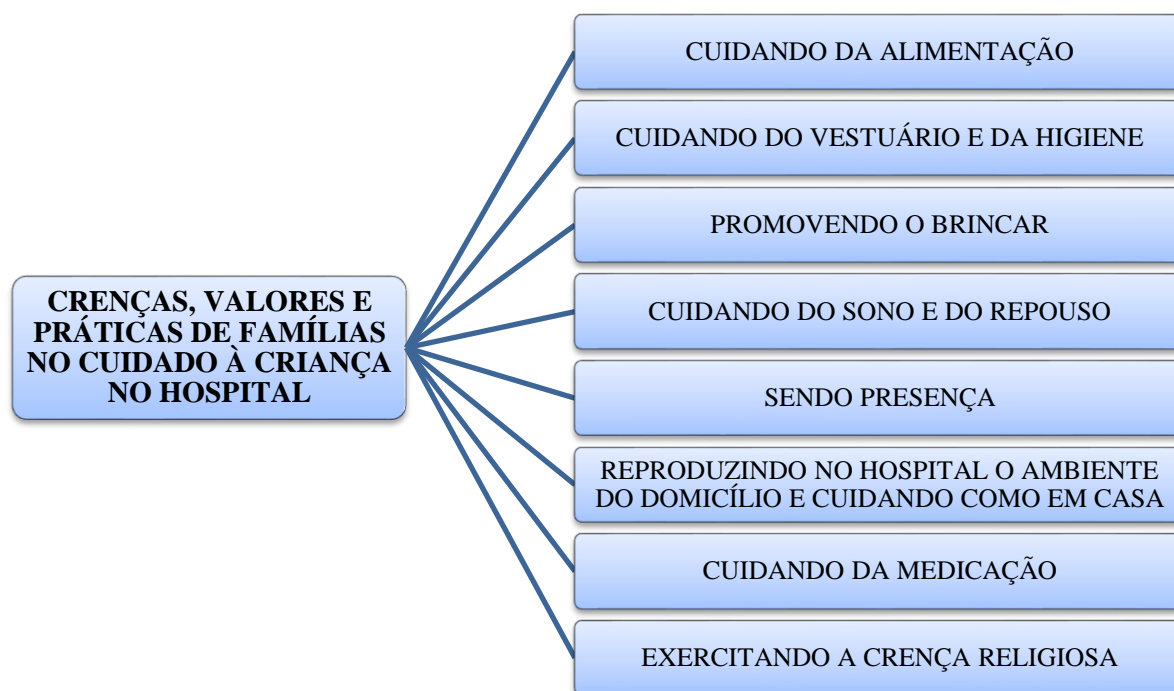 CUIDANDO DA ALIMENTAÇÃO
CUIDANDO DO VESTUÁRIO E DA HIGIENE
PROMOVENDO O BRINCAR
CRENÇAS, VALORES E
PRÁTICAS DE FAMÍLIAS
NO CUIDADO À CRIANÇA
NO HOSPITAL
CUIDANDO DO SONO E DO REPOUSO
SENDO PRESENÇA
REPRODUZINDO NO HOSPITAL O AMBIENTE
DO DOMICÍLIO E CUIDANDO COMO EM CASA
CUIDANDO DA MEDICAÇÃO
EXERCITANDO A CRENÇA RELIGIOSA